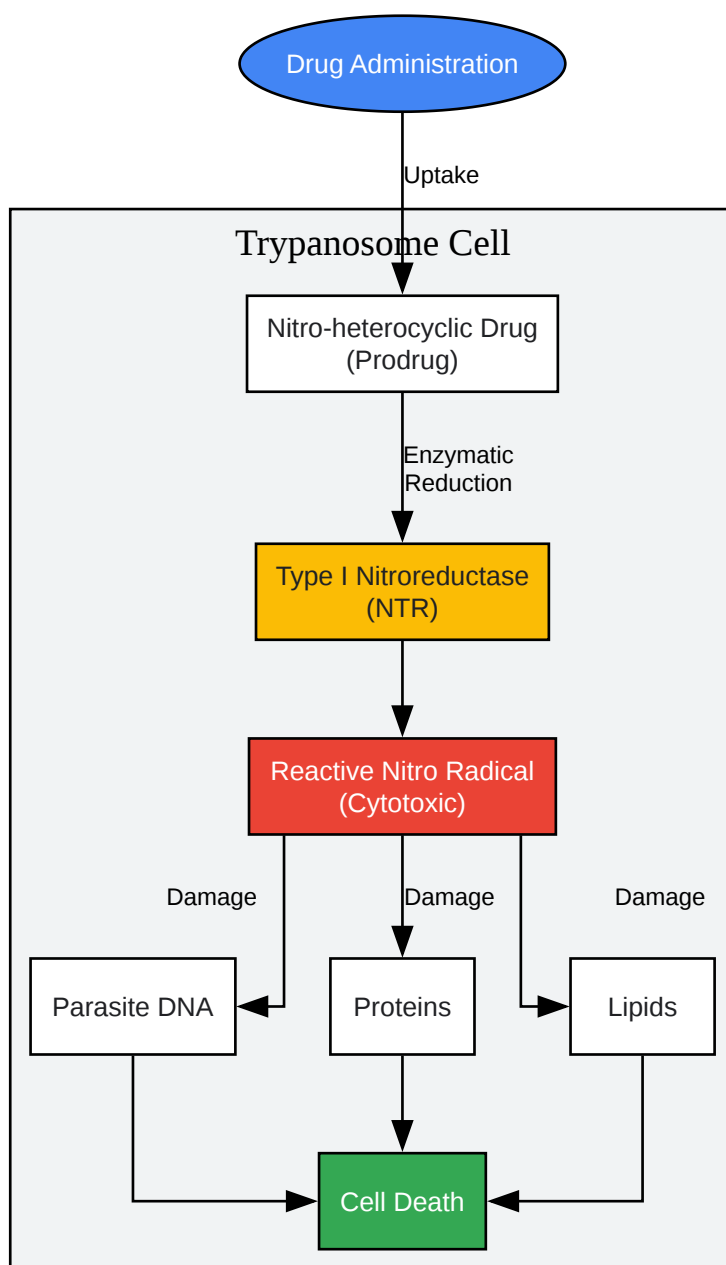 Drug Administration
Uptake
Trypanosome Cell
Nitro-heterocyclic Drug
(Prodrug)
Enzymatic
Reduction
Type I Nitroreductase
(NTR)
Reactive Nitro Radical
(Cytotoxic)
Damage
Damage
Damage
Parasite DNA
Proteins
Lipids
Cell Death